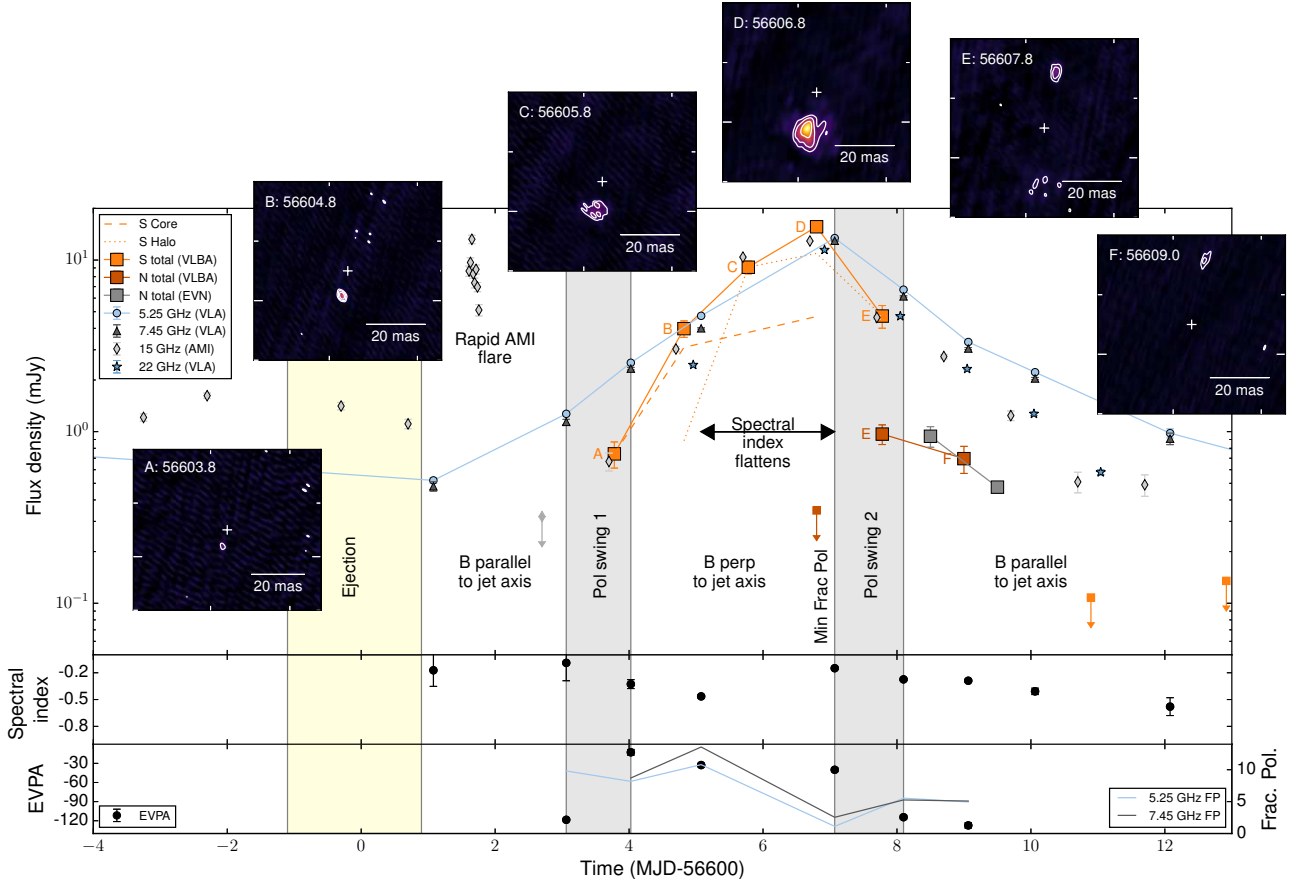 D: 56606.8
20 mas
E: 56607.8
20 mas
C: 56605.8
20 mas
B: 56604.8
20 mas
F: 56609.0
20 mas
A: 56603.8
20 mas
S Core
S Halo
S total (VLBA)
N total (VLBA)
N total (EVN)
5.25 GHz (VLA)
7.45 GHz (VLA)
15 GHz (AMI)
22 GHz (VLA)
Flux density (mJy)
10¹
10⁰
10⁻¹
Rapid AMI
flare
A
B
C
D
E
E
F
Spectral
index
flattens
Ejection
B parallel
to jet axis
Pol swing 1
B perp
to jet axis
Min Frac Pol
Pol swing 2
B parallel
to jet axis
Spectral
index
-0.2
-0.5
-0.8
EVPA
-30
-60
-90
-120
EVPA
5.25 GHz FP
7.45 GHz FP
10
5
0
Frac. Pol.
−4
−2
0
2
4
6
8
10
12
Time (MJD-56600)